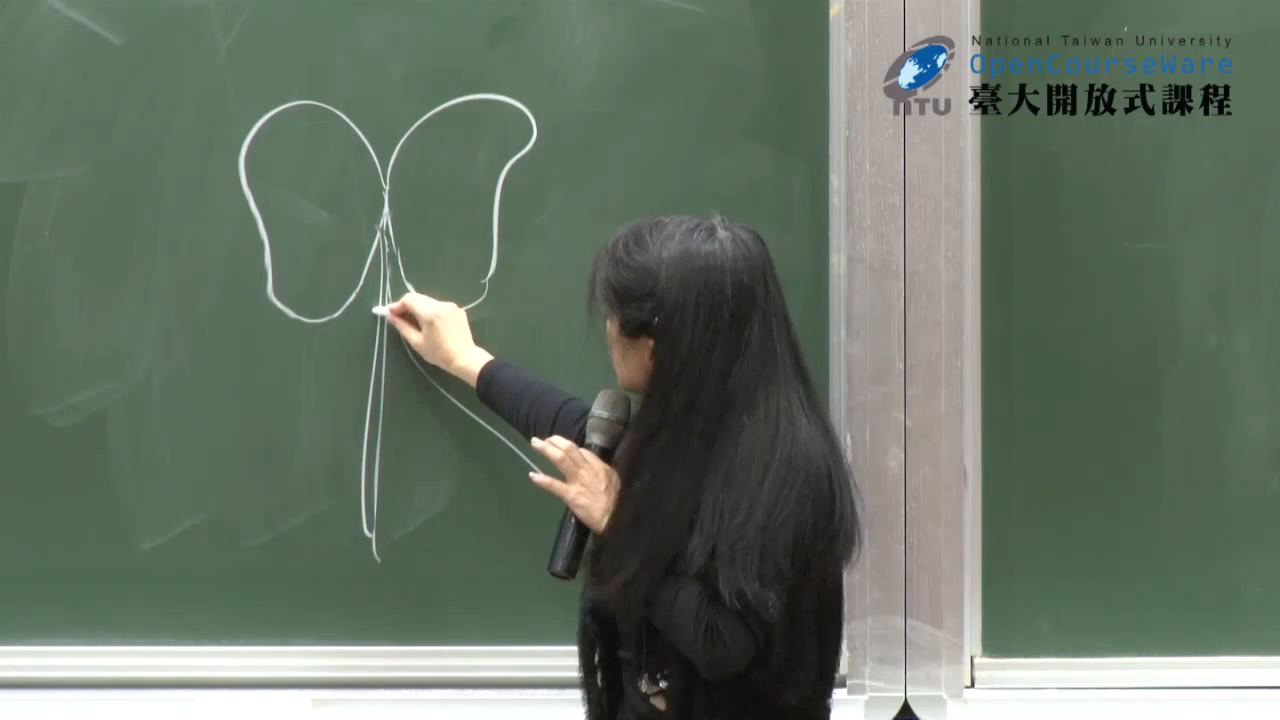 National Taiwan University
OpenCourseWare
NTU
臺大開放式課程